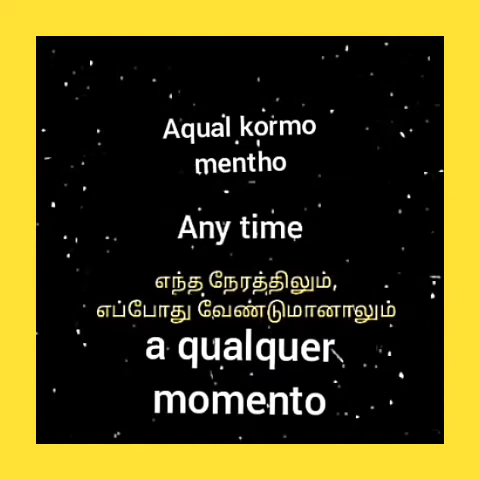 Aqual kormo
mentho
Any time
எந்த நேரத்திலும்,
எப்போது வேண்டுமானாலும்
a qualquer
momento